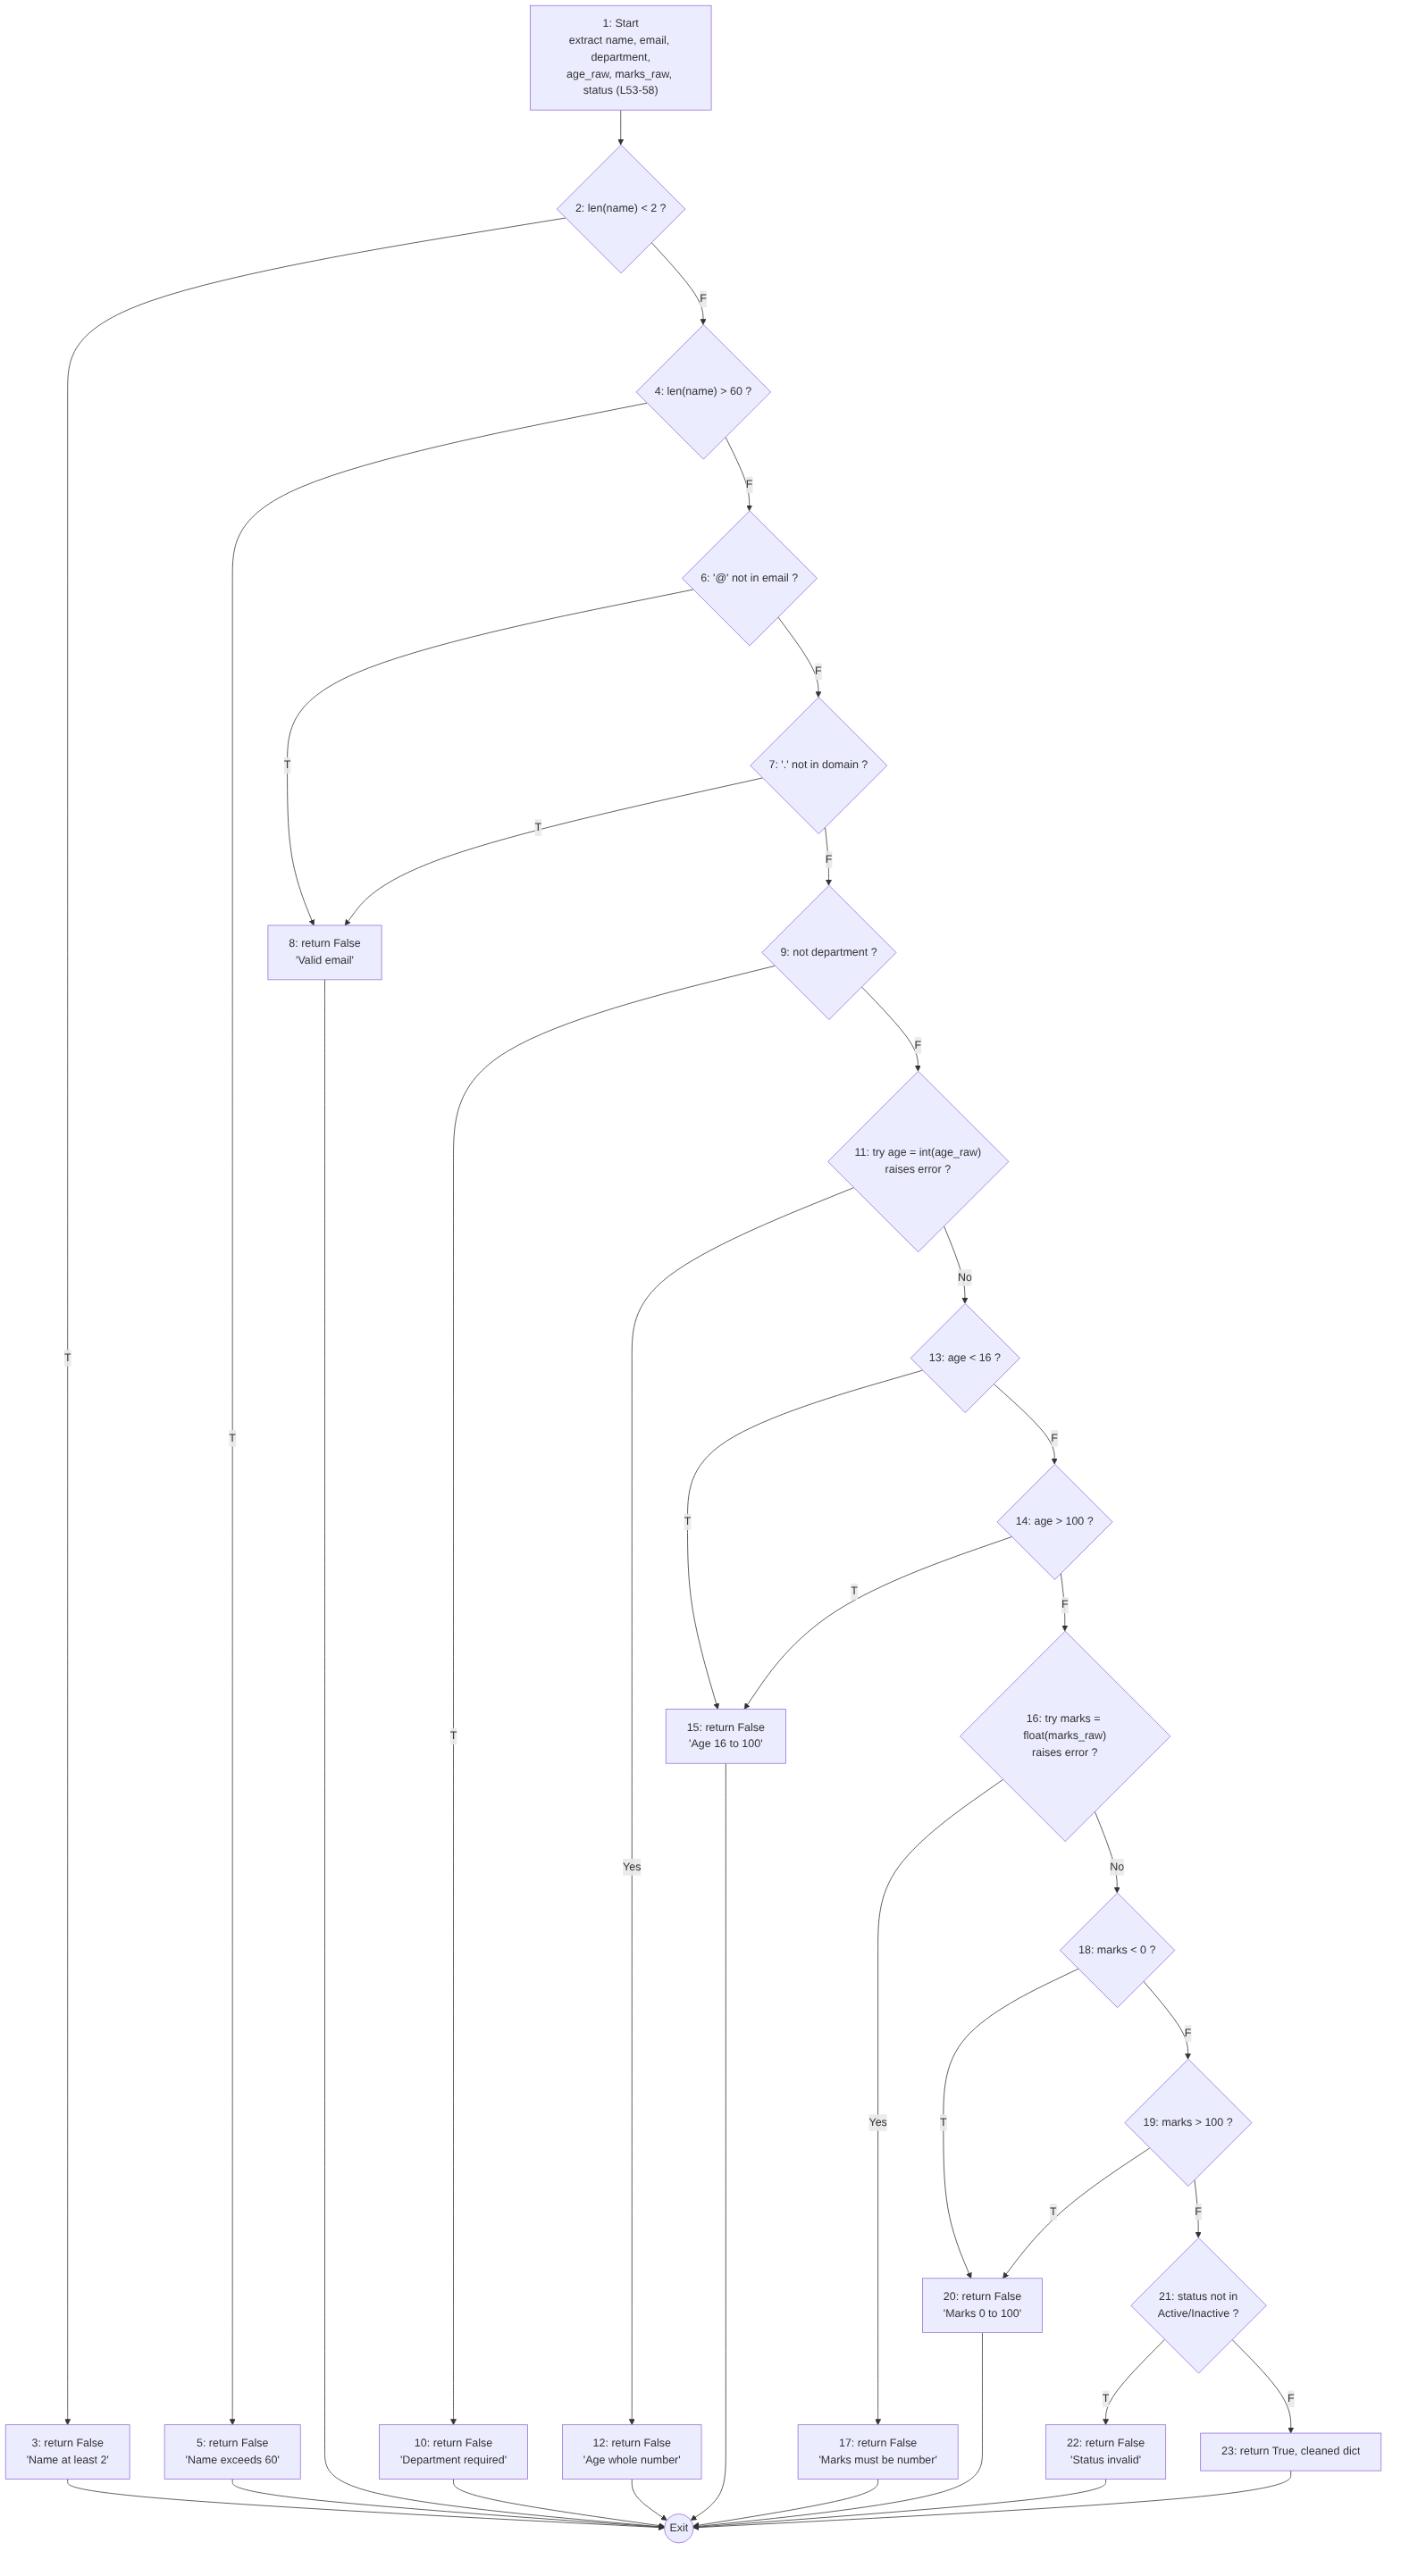 1: Start
extract name, email,
department,
age_raw, marks_raw,
status (L53-58)
2: len(name) < 2 ?
F
4: len(name) > 60 ?
F
6: '@' not in email ?
F
7: '.' not in domain ?
T
T
F
8: return False
'Valid email'
9: not department ?
F
11: try age = int(age_raw)
raises error ?
No
13: age < 16 ?
T
T
F
14: age > 100 ?
T
T
F
15: return False
'Age 16 to 100'
T
16: try marks =
float(marks_raw)
raises error ?
Yes
No
18: marks < 0 ?
F
19: marks > 100 ?
Yes
T
T
F
20: return False
'Marks 0 to 100'
21: status not in
Active/Inactive ?
T
F
3: return False
'Name at least 2'
5: return False
'Name exceeds 60'
10: return False
'Department required'
12: return False
'Age whole number'
17: return False
'Marks must be number'
22: return False
'Status invalid'
23: return True, cleaned dict
Exit